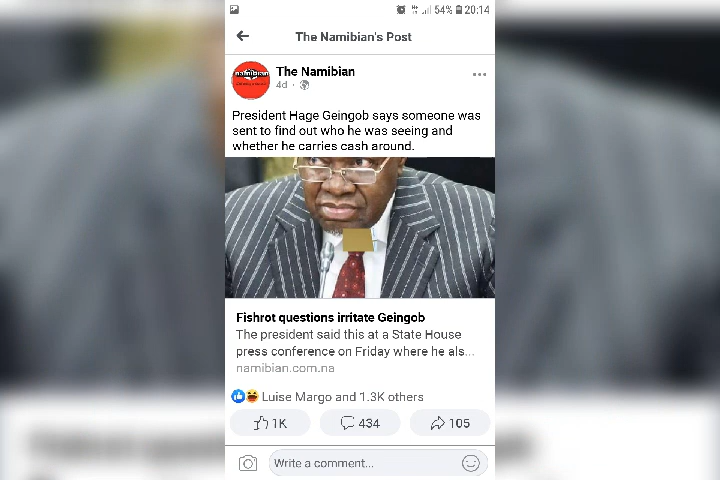 54% 20:14
The Namibian's Post
namibian
The Namibian
4d
President Hage Geingob says someone was
sent to find out who he was seeing and
whether he carries cash around.
Fishrot questions irritate Geingob
The president said this at a State House
press conference on Friday where he als...
namibian.com.na
Luise Margo and 1.3K others
1K 434 105
Write a comment...